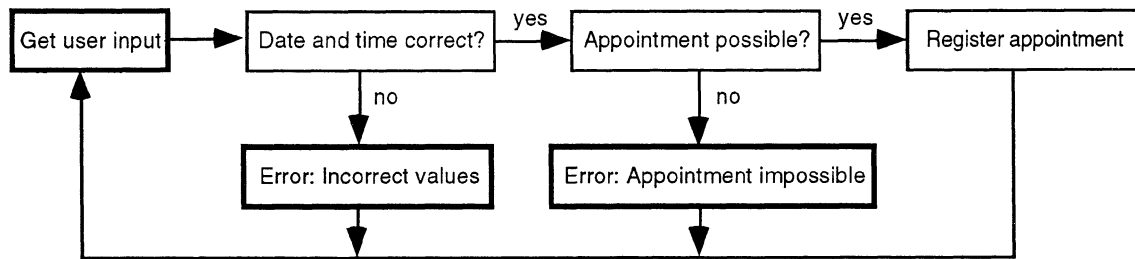 Get user input
Date and time correct?
yes
Appointment possible?
yes
Register appointment
no
no
Error: Incorrect values
Error: Appointment impossible